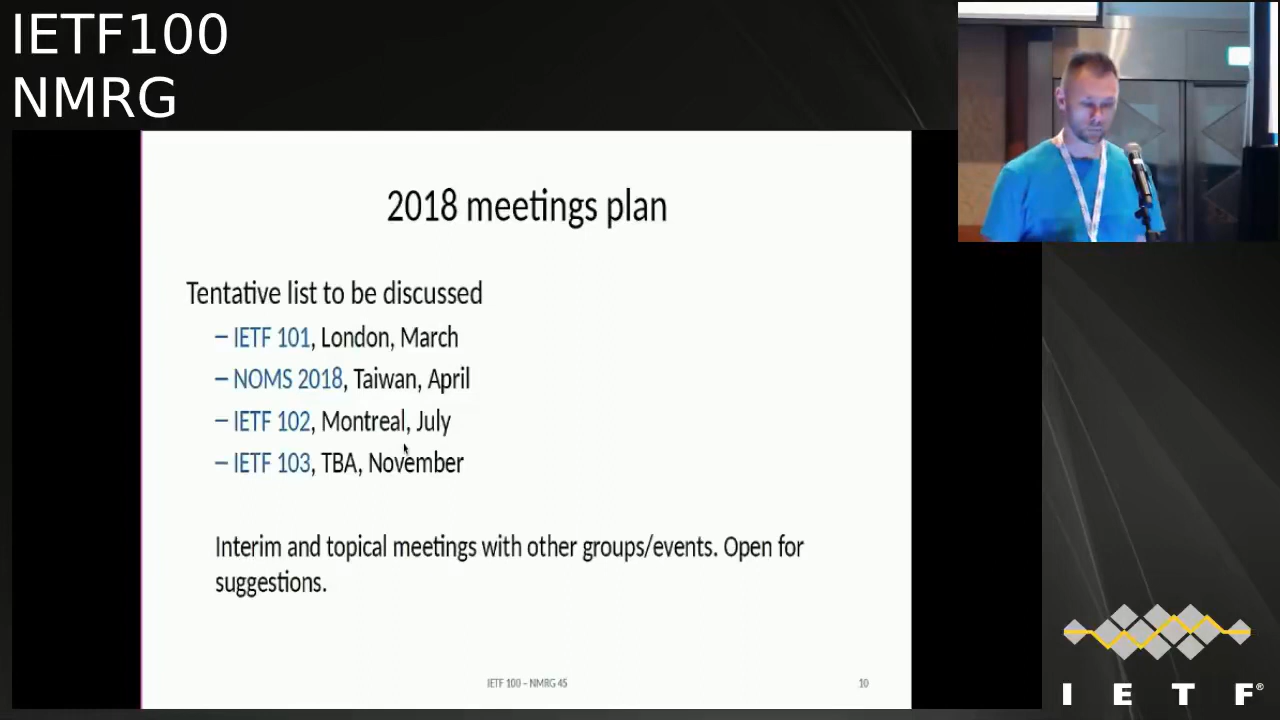 IETF100
NMRG
2018 meetings plan
Tentative list to be discussed
– IETF 101, London, March
– NOMS 2018, Taiwan, April
– IETF 102, Montreal, July
– IETF 103, TBA, November
Interim and topical meetings with other groups/events. Open for
suggestions.
IETF 100 – NMRG 45
10
I E T F®